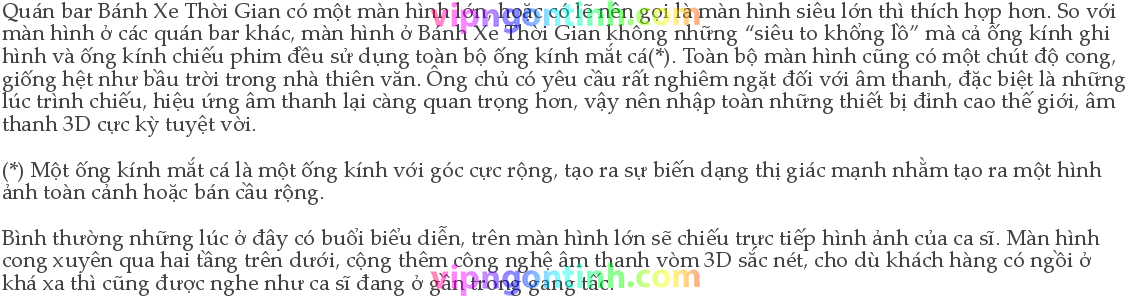 Quán bar Bánh Xe Thời Gian có một màn hình lớn, hoặc có lẽ nên gọi là màn hình siêu lớn thì thích hợp hơn. So với
màn hình ở các quán bar khác, màn hình ở Bánh Xe Thời Gian không những “siêu to khổng lồ” mà cả ống kính ghi
hình và ống kính chiếu phim đều sử dụng toàn bộ ống kính mắt cá(*). Toàn bộ màn hình cũng có một chút độ cong,
giống hệt như bầu trời trong nhà thiên văn. Ông chủ có yêu cầu rất nghiêm ngặt đối với âm thanh, đặc biệt là những
lúc trình chiếu, hiệu ứng âm thanh lại càng quan trọng hơn, vậy nên nhập toàn những thiết bị đỉnh cao thế giới, âm
thanh 3D cực kỳ tuyệt vời.
(*) Một ống kính mắt cá là một ống kính với góc cực rộng, tạo ra sự biến dạng thị giác mạnh nhằm tạo ra một hình
ảnh toàn cảnh hoặc bán cầu rộng.
Bình thường những lúc ở đây có buổi biểu diễn, trên màn hình lớn sẽ chiếu trực tiếp hình ảnh của ca sĩ. Màn hình
cong xuyên qua hai tầng trên dưới, cộng thêm công nghệ âm thanh vòm 3D sắc nét, cho dù khách hàng có ngồi ở
khá xa thì cũng được nghe như ca sĩ đang ở gần trong gang tấc.
vipngontinh.com
vipngontinh.com